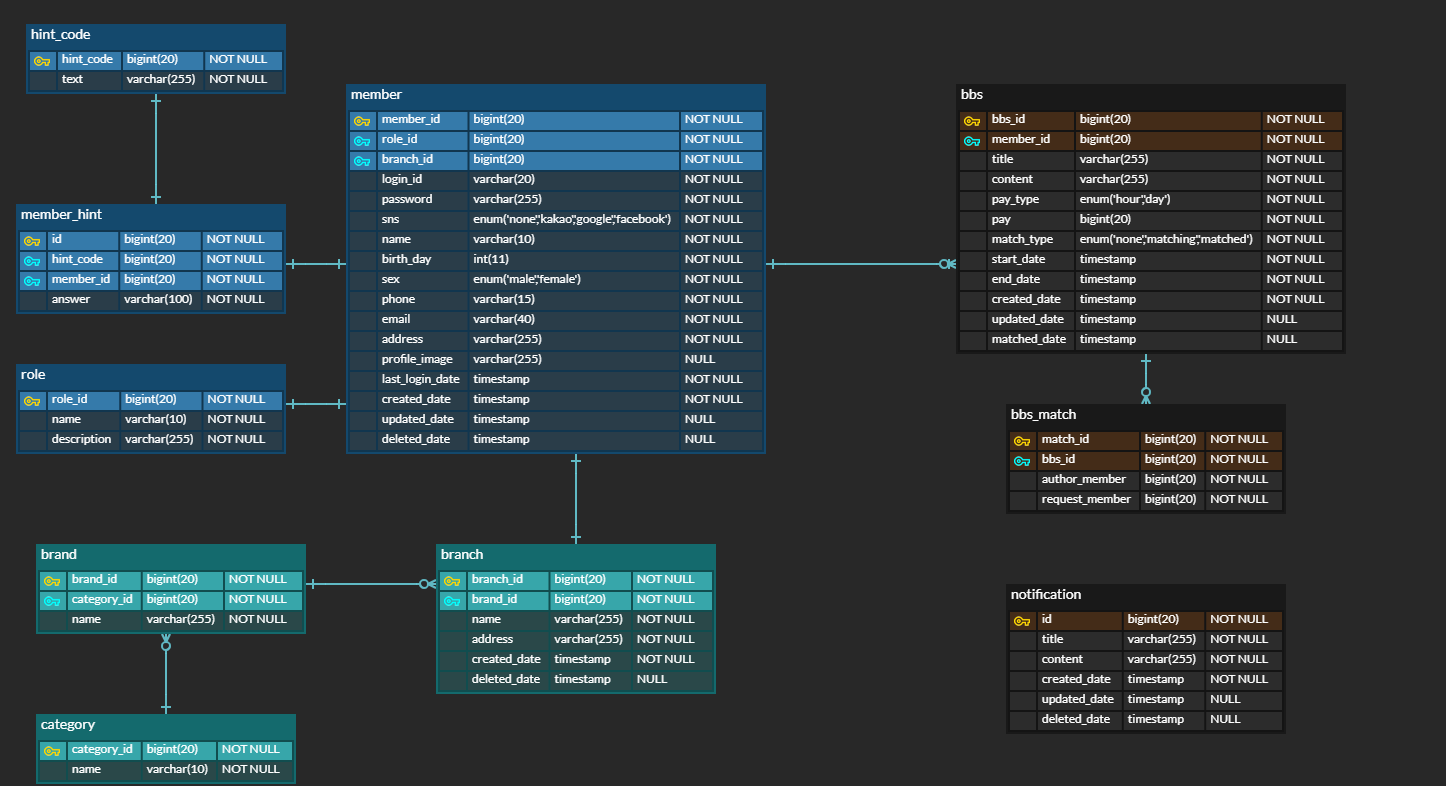 hint_code
hint_code bigint(20) NOT NULL
text varchar(255) NOT NULL
member
member_id bigint(20) NOT NULL
role_id bigint(20) NOT NULL
branch_id bigint(20) NOT NULL
login_id varchar(20) NOT NULL
password varchar(255) NOT NULL
sns enum('none','kakao','google','facebook') NOT NULL
name varchar(10) NOT NULL
birth_day int(11) NOT NULL
sex enum('male','female') NOT NULL
phone varchar(15) NOT NULL
email varchar(40) NOT NULL
address varchar(255) NOT NULL
profile_image varchar(255) NULL
last_login_date timestamp NOT NULL
created_date timestamp NOT NULL
updated_date timestamp NULL
deleted_date timestamp NULL
bbs
bbs_id bigint(20) NOT NULL
member_id bigint(20) NOT NULL
title varchar(255) NOT NULL
content varchar(255) NOT NULL
pay_type enum('hour','day') NOT NULL
pay bigint(20) NOT NULL
match_type enum('none','matching','matched') NOT NULL
start_date timestamp NOT NULL
end_date timestamp NOT NULL
created_date timestamp NOT NULL
updated_date timestamp NULL
matched_date timestamp NULL
member_hint
id bigint(20) NOT NULL
hint_code bigint(20) NOT NULL
member_id bigint(20) NOT NULL
answer varchar(100) NOT NULL
role
role_id bigint(20) NOT NULL
name varchar(10) NOT NULL
description varchar(255) NOT NULL
bbs_match
match_id bigint(20) NOT NULL
bbs_id bigint(20) NOT NULL
author_member bigint(20) NOT NULL
request_member bigint(20) NOT NULL
brand
brand_id bigint(20) NOT NULL
category_id bigint(20) NOT NULL
name varchar(255) NOT NULL
branch
branch_id bigint(20) NOT NULL
brand_id bigint(20) NOT NULL
name varchar(255) NOT NULL
address varchar(255) NOT NULL
created_date timestamp NOT NULL
deleted_date timestamp NULL
notification
id bigint(20) NOT NULL
title varchar(255) NOT NULL
content varchar(255) NOT NULL
created_date timestamp NOT NULL
updated_date timestamp NULL
deleted_date timestamp NULL
category
category_id bigint(20) NOT NULL
name varchar(10) NOT NULL